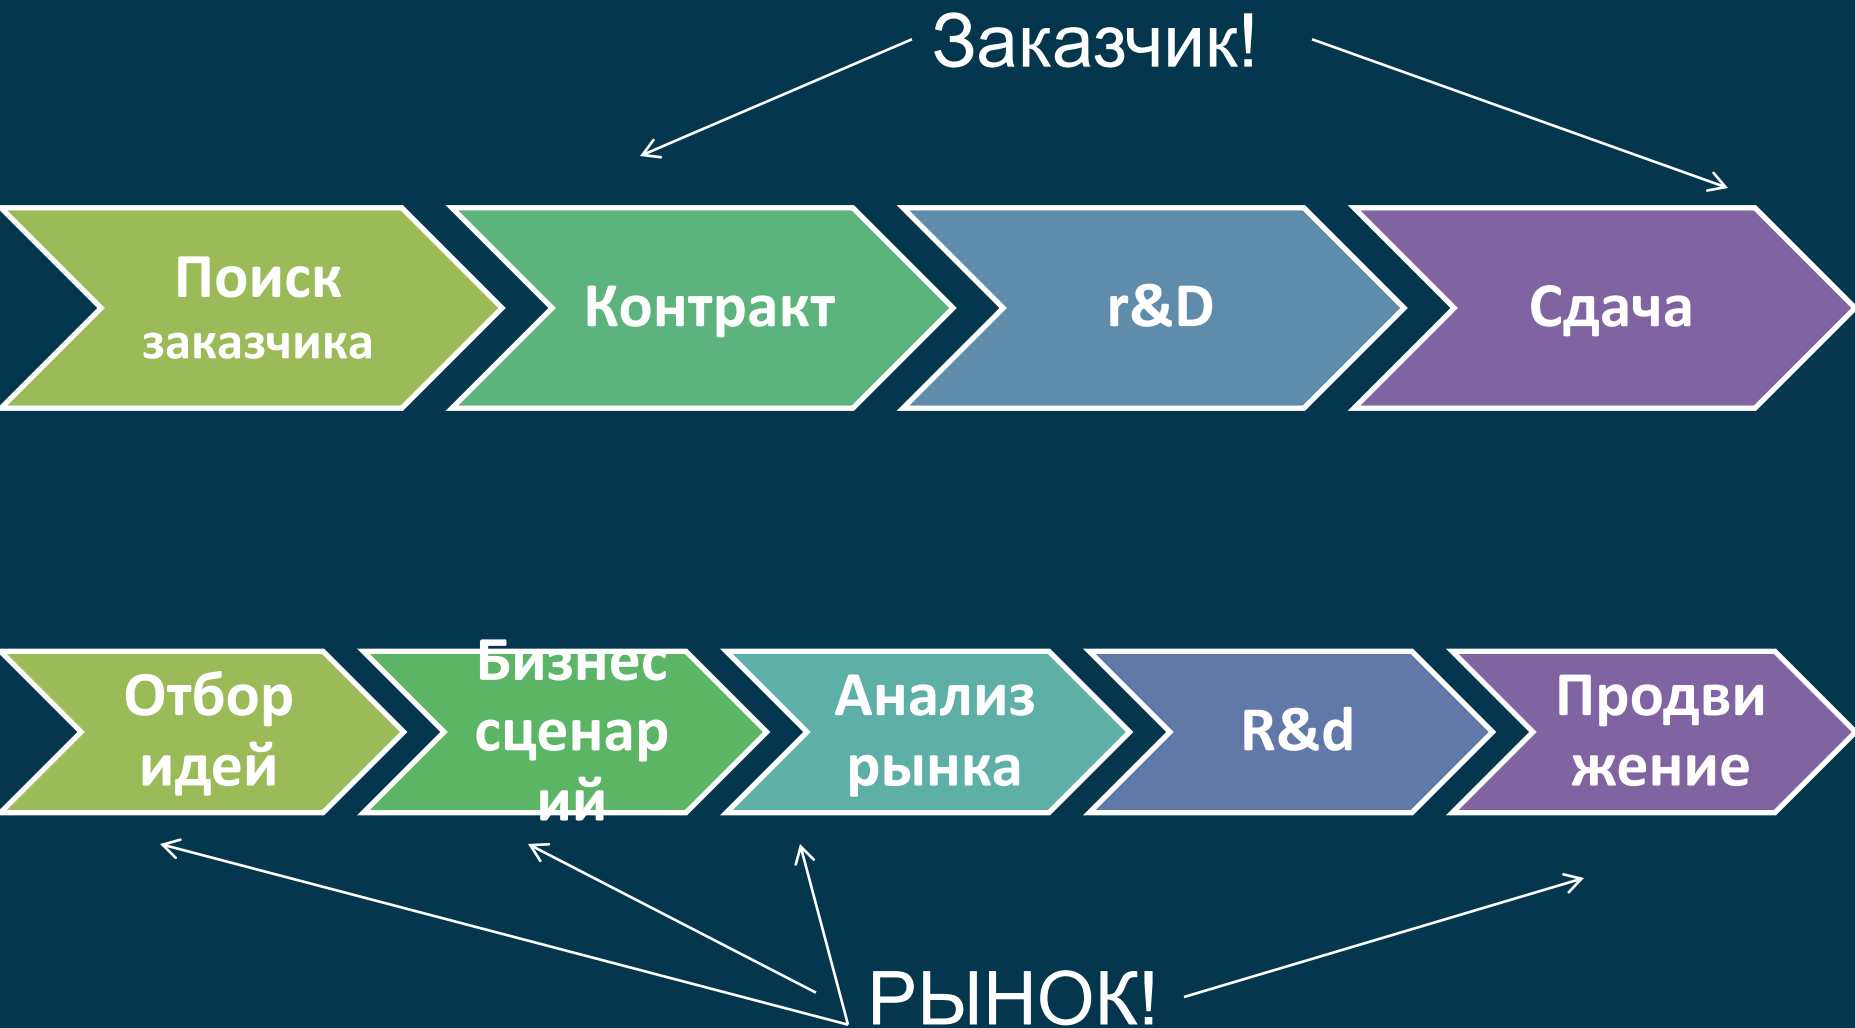 Заказчик!
Поиск
заказчика
Контракт
r&D
Сдача
Отбор
идей
Бизнес
сценар
ий
Анализ
рынка
R&d
Продви
жение
РЫНОК!